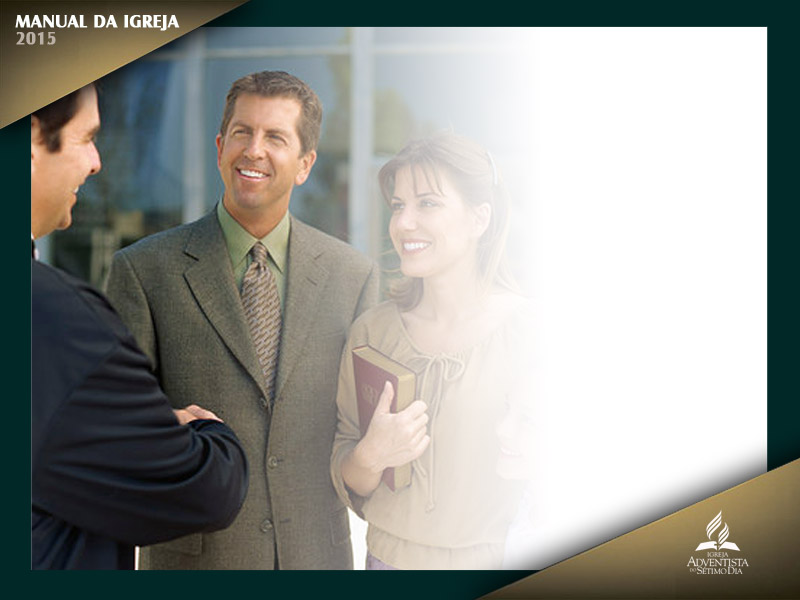 MANUAL DA IGREJA
2015
IGREJA
ADVENTISTA
DO SÉTIMO DIA